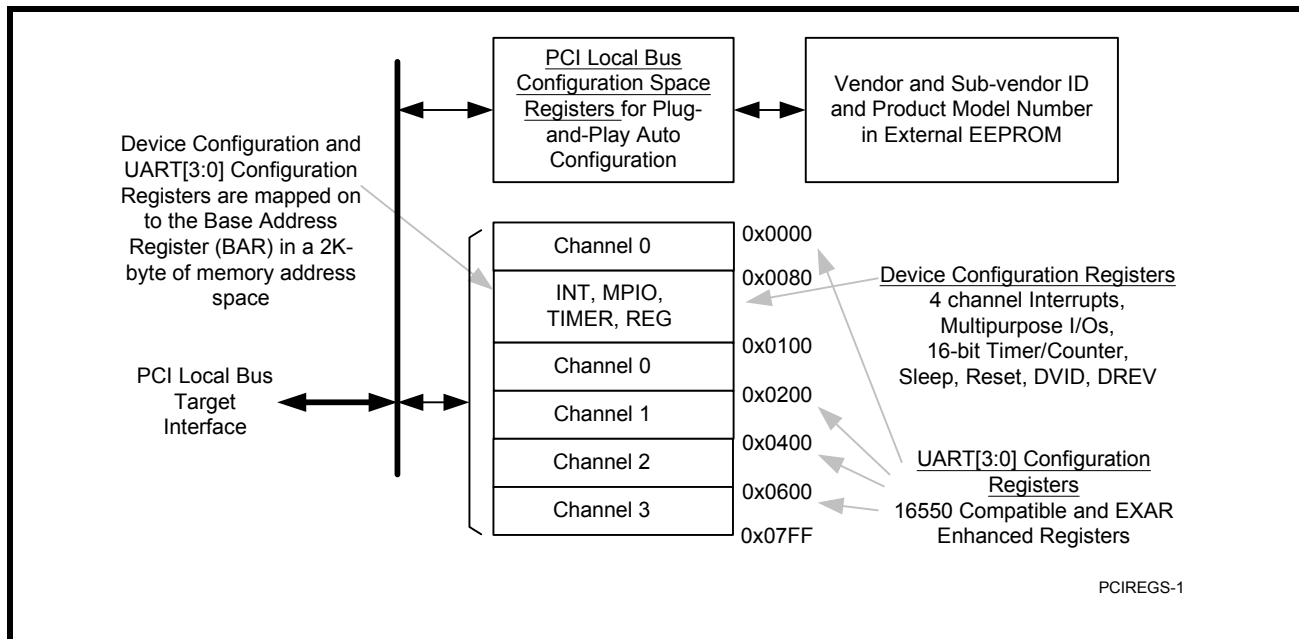 PCI Local Bus
Configuration Space
Registers for Plug-
and-Play Auto
Configuration
Vendor and Sub-vendor ID
and Product Model Number
in External EEPROM
Device Configuration and
UART[3:0] Configuration
Registers are mapped on
to the Base Address
Register (BAR) in a 2K-
byte of memory address
space
PCI Local Bus
Target
Interface
Channel 0
INT, MPIO,
TIMER, REG
Channel 0
Channel 1
Channel 2
Channel 3
0x0000
0x0080
0x0100
0x0200
0x0400
0x0600
0x07FF
Device Configuration Registers
4 channel Interrupts,
Multipurpose I/Os,
16-bit Timer/Counter,
Sleep, Reset, DVID, DREV
UART[3:0] Configuration
Registers
16550 Compatible and EXAR
Enhanced Registers
PCIREGS-1